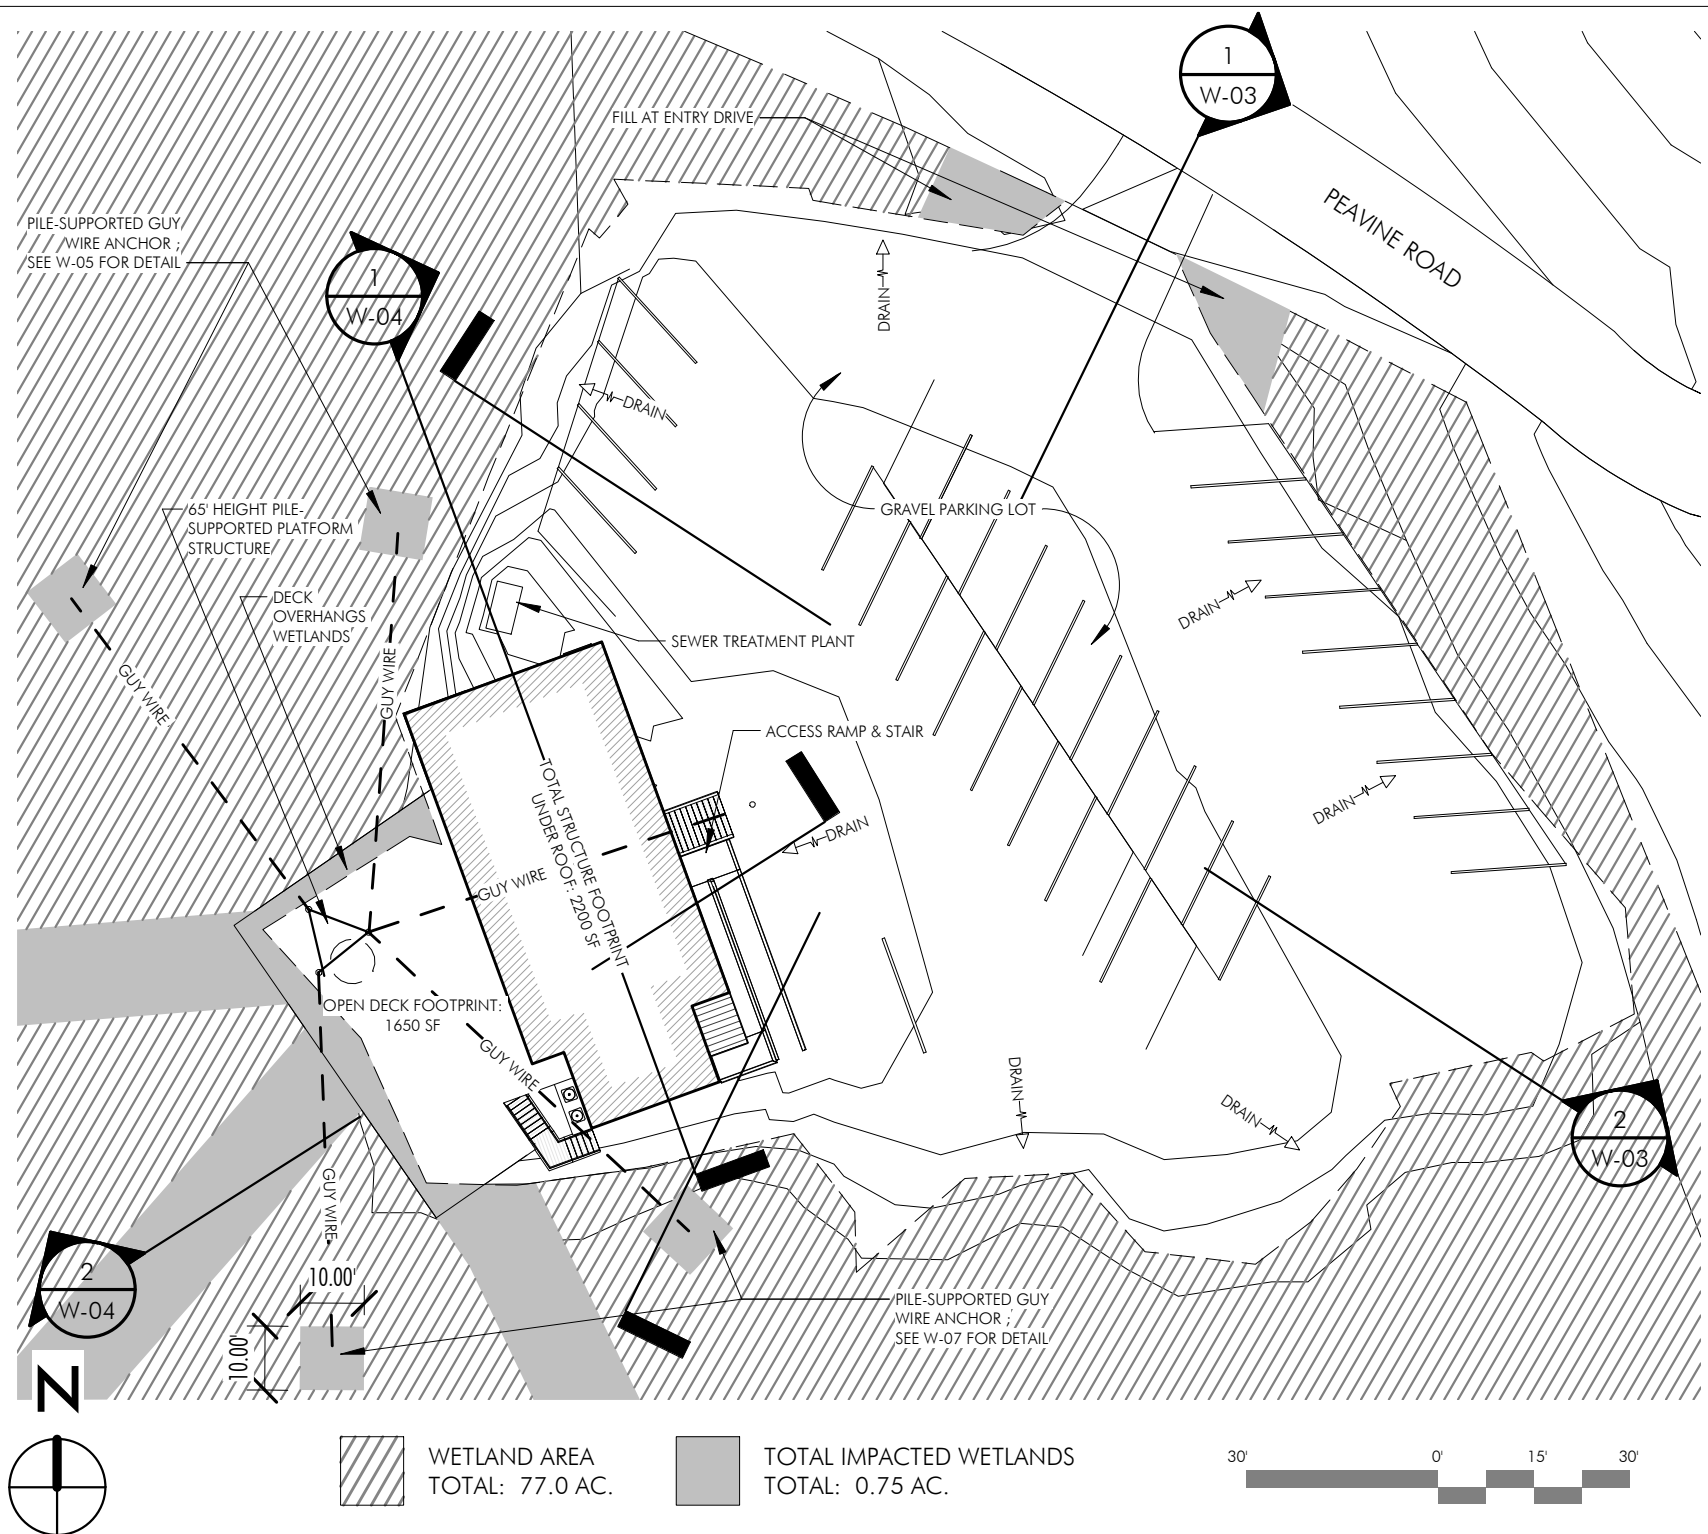 1
W-03
FILL AT ENTRY DRIVE
PEAVINE ROAD
PILE-SUPPORTED GUY
WIRE ANCHOR ;
SEE W-05 FOR DETAIL
1
W-04
DRAIN
DRAIN
65' HEIGHT PILE-
SUPPORTED PLATFORM
STRUCTURE
GRAVEL PARKING LOT
DECK
OVERHANGS
WETLANDS
DRAIN
SEWER TREATMENT PLANT
GUY WIRE
GUY WIRE
ACCESS RAMP & STAIR
TOTAL STRUCTURE FOOTPRINT
UNDER ROOF: 2200 SF
DRAIN
DRAIN
GUY WIRE
OPEN DECK FOOTPRINT:
1650 SF
GUY WIRE
DRAIN
DRAIN
2
W-03
GUY WIRE
2
W-04
10.00'
10.00'
PILE-SUPPORTED GUY
WIRE ANCHOR ;
SEE W-07 FOR DETAIL
N
WETLAND AREA
TOTAL: 77.0 AC.
TOTAL IMPACTED WETLANDS
TOTAL: 0.75 AC.
30' 0' 15' 30'